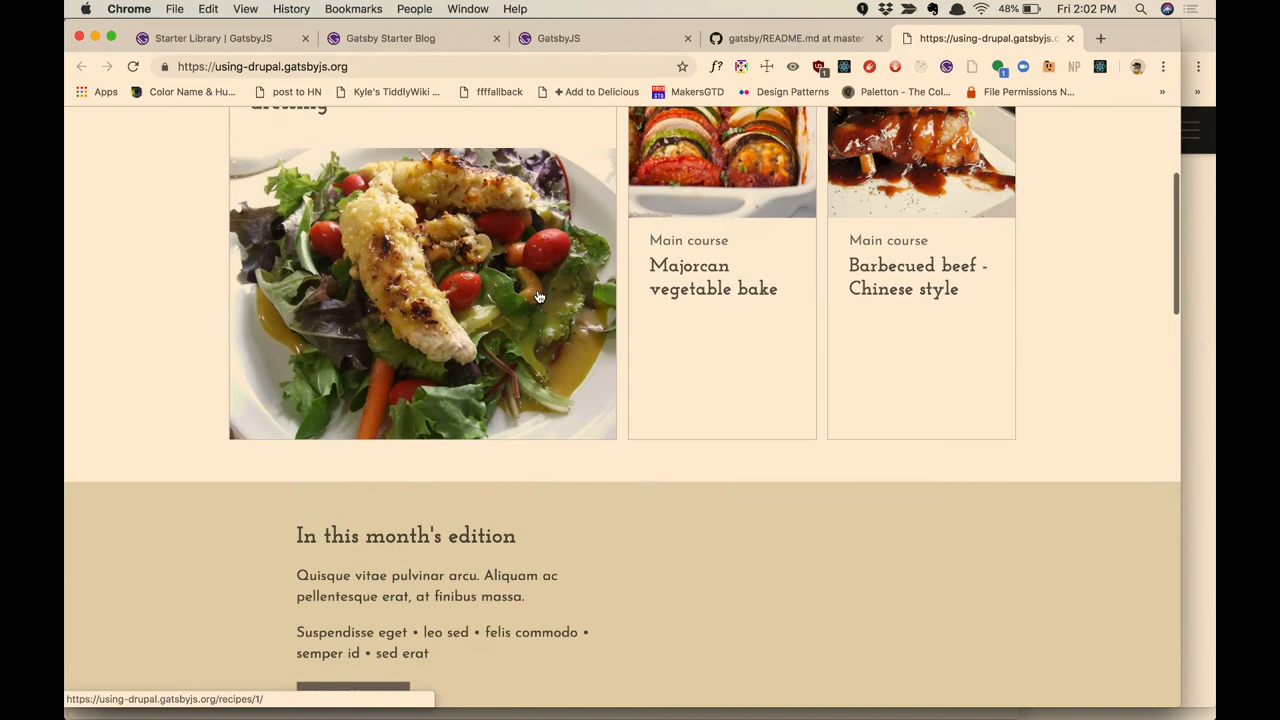 Chrome File Edit View History Bookmarks People Window Help
48% Fri 2:02 PM
Starter Library | GatsbyJS
Gatsby Starter Blog
GatsbyJS
gatsby/README.md at master
https://using-drupal.gatsbyjs.o
https://using-drupal.gatsbyjs.org
f? NP
Apps Color Name & Hu... post to HN Kyle's TiddlyWiki ... ffffallback + Add to Delicious MakersGTD Design Patterns Paletton - The Col... File Permissions N... » »
dressing
Main course
Majorcan
vegetable bake
Main course
Barbecued beef -
Chinese style
In this month's edition
Quisque vitae pulvinar arcu. Aliquam ac
pellentesque erat, at finibus massa.
Suspendisse eget • leo sed • felis commodo •
semper id • sed erat
https://using-drupal.gatsbyjs.org/recipes/1/